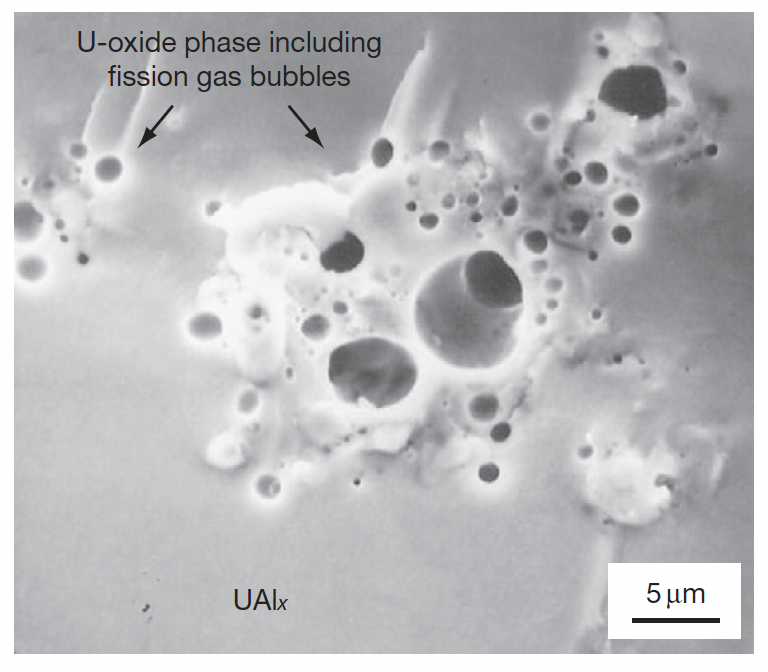 U-oxide phase including
fission gas bubbles
UAlx
5 μm